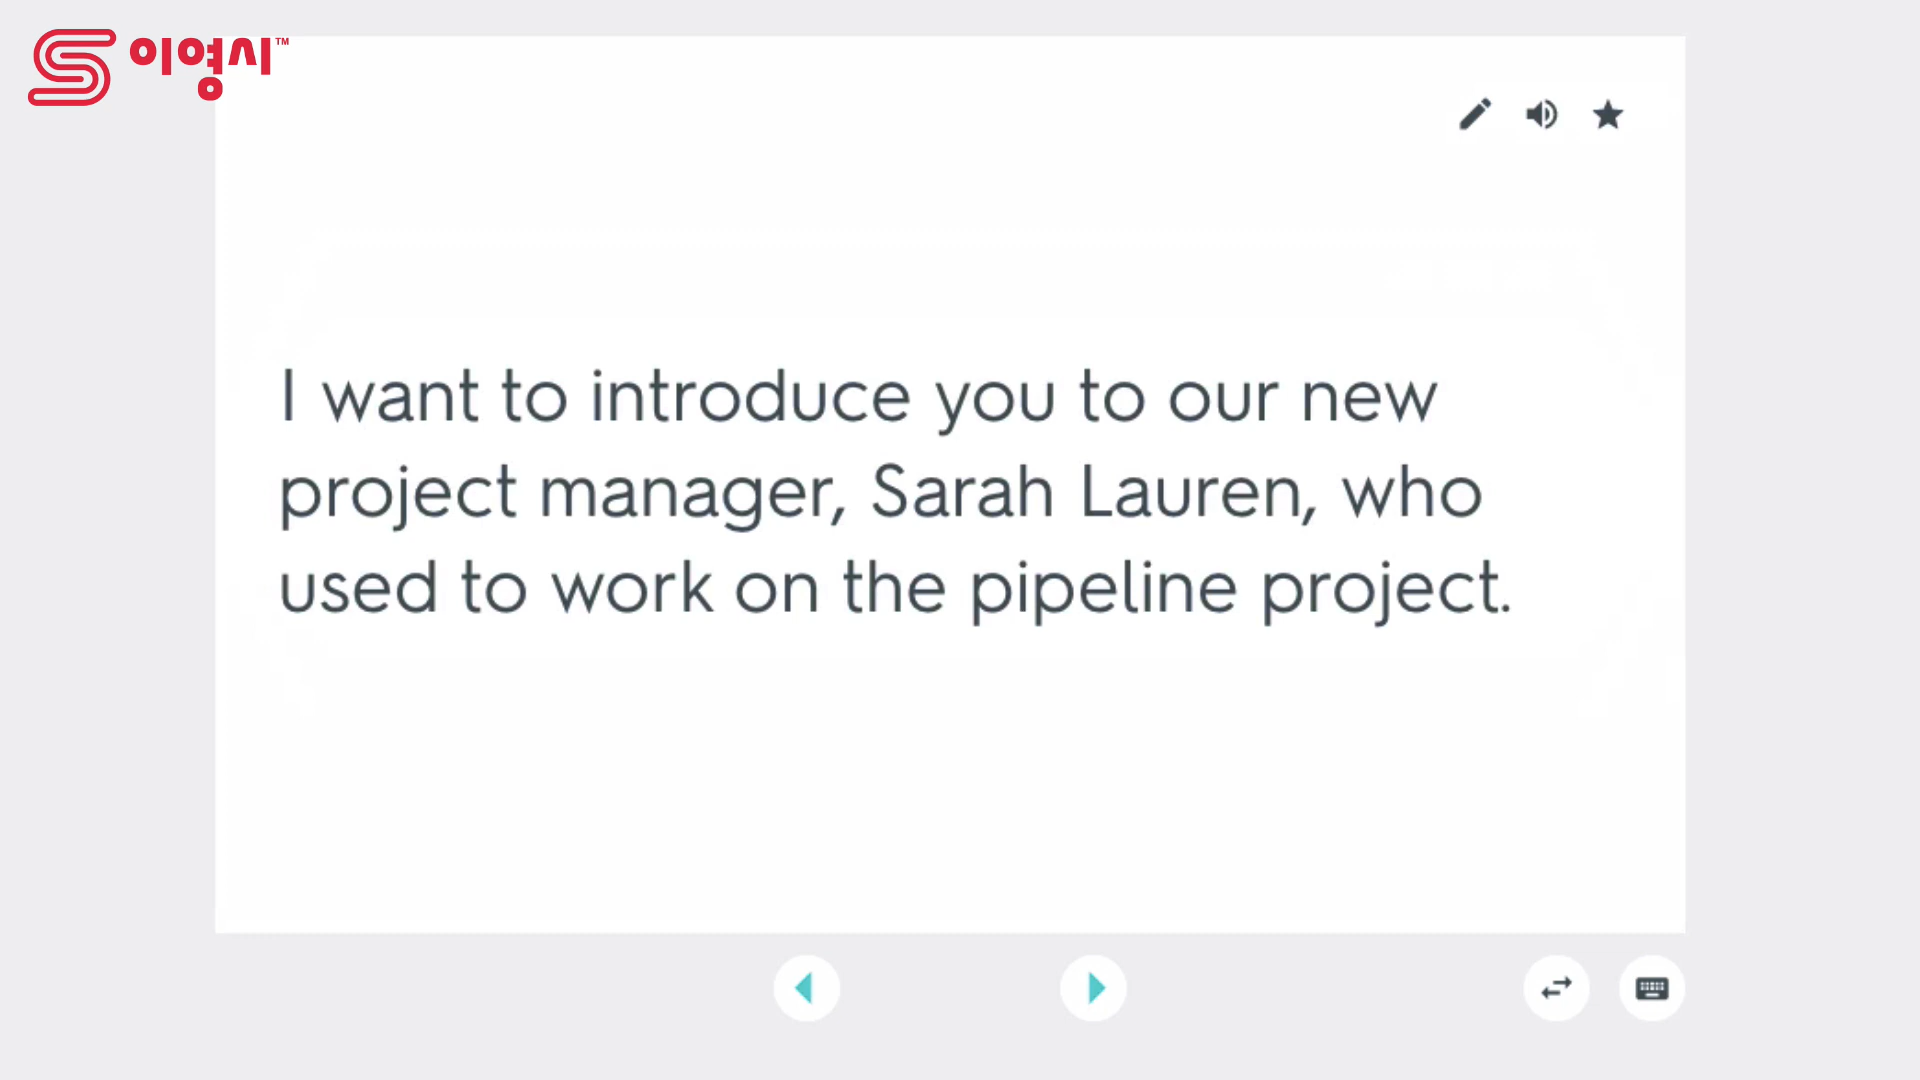 이영시™
I want to introduce you to our new
project manager, Sarah Lauren, who
used to work on the pipeline project.